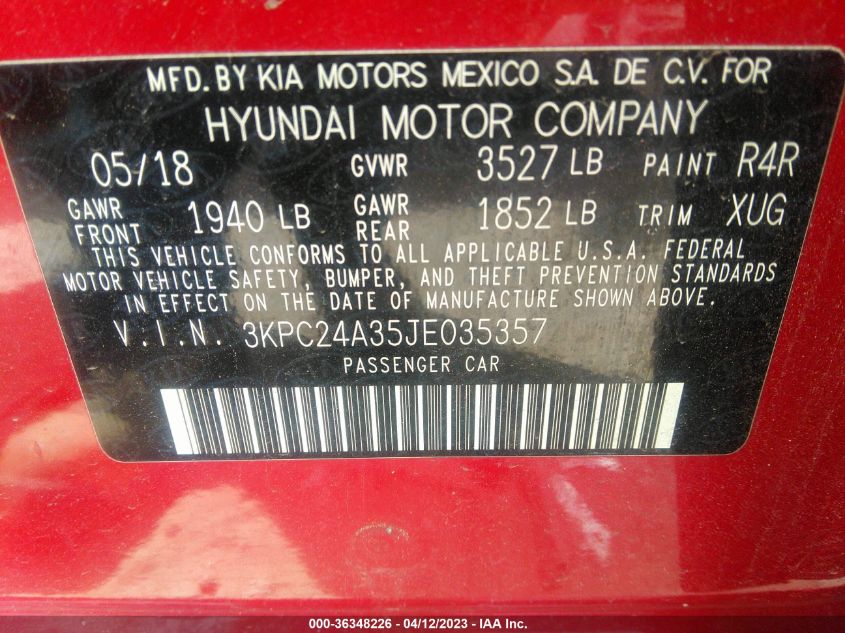 MFD. BY KIA MOTORS MEXICO S.A. DE C.V. FOR
HYUNDAI MOTOR COMPANY
05/18 GVWR 3527 LB PAINT R4R
GAWR FRONT 1940 LB GAWR REAR 1852 LB TRIM XUG
THIS VEHICLE CONFORMS TO ALL APPLICABLE U.S.A. FEDERAL
MOTOR VEHICLE SAFETY, BUMPER, AND THEFT PREVENTION STANDARDS
IN EFFECT ON THE DATE OF MANUFACTURE SHOWN ABOVE.
V.I.N. 3KPC24A35JE035357
PASSENGER CAR
000-36348226 - 04/12/2023 - IAA Inc.